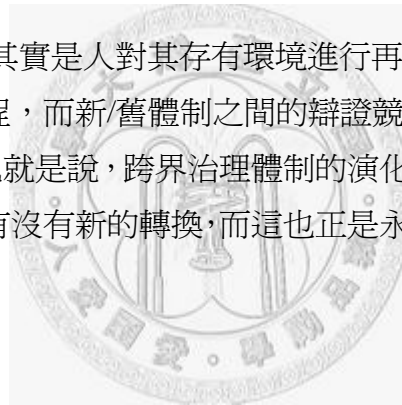 其實是人對其存有環境進行再
程，而新/舊體制之間的辯證競
就是說，跨界治理體制的演化
有沒有新的轉換，而這也正是永